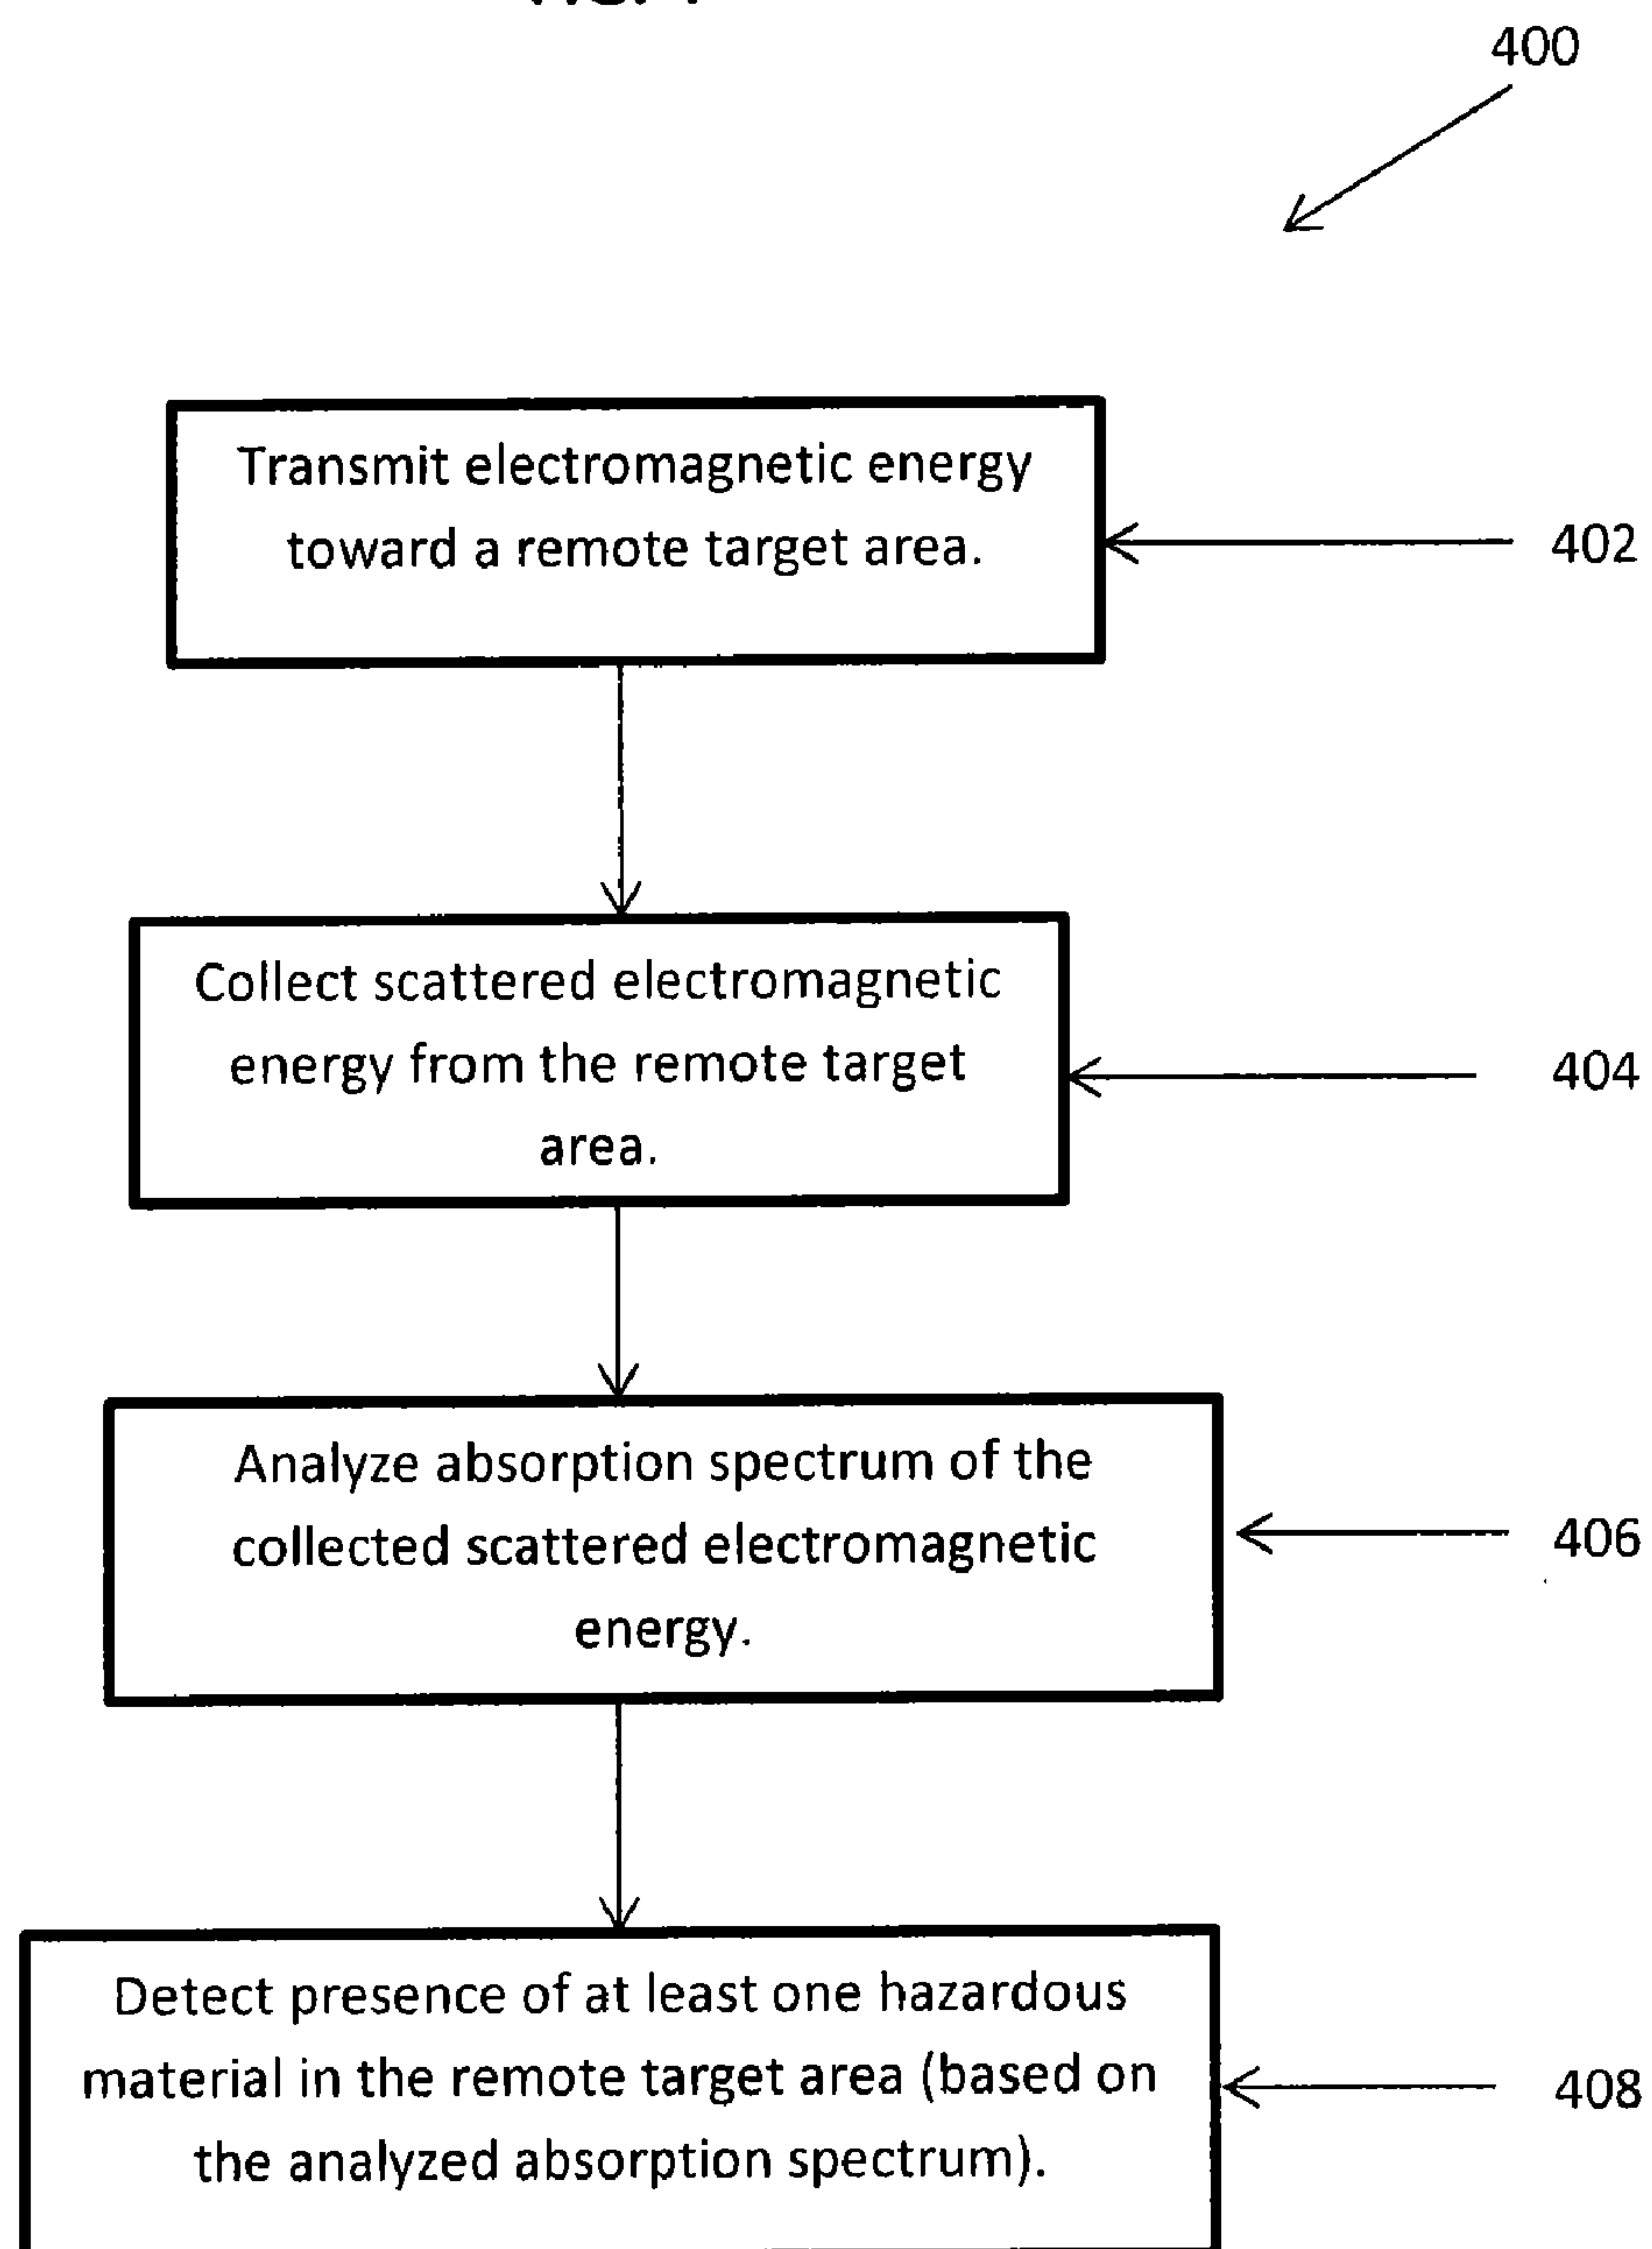 400
Transmit electromagnetic energy
toward a remote target area.
402
Collect scattered electromagnetic
energy from the remote target
area.
404
Analyze absorption spectrum of the
collected scattered electromagnetic
energy.
406
Detect presence of at least one hazardous
material in the remote target area (based on
the analyzed absorption spectrum).
408